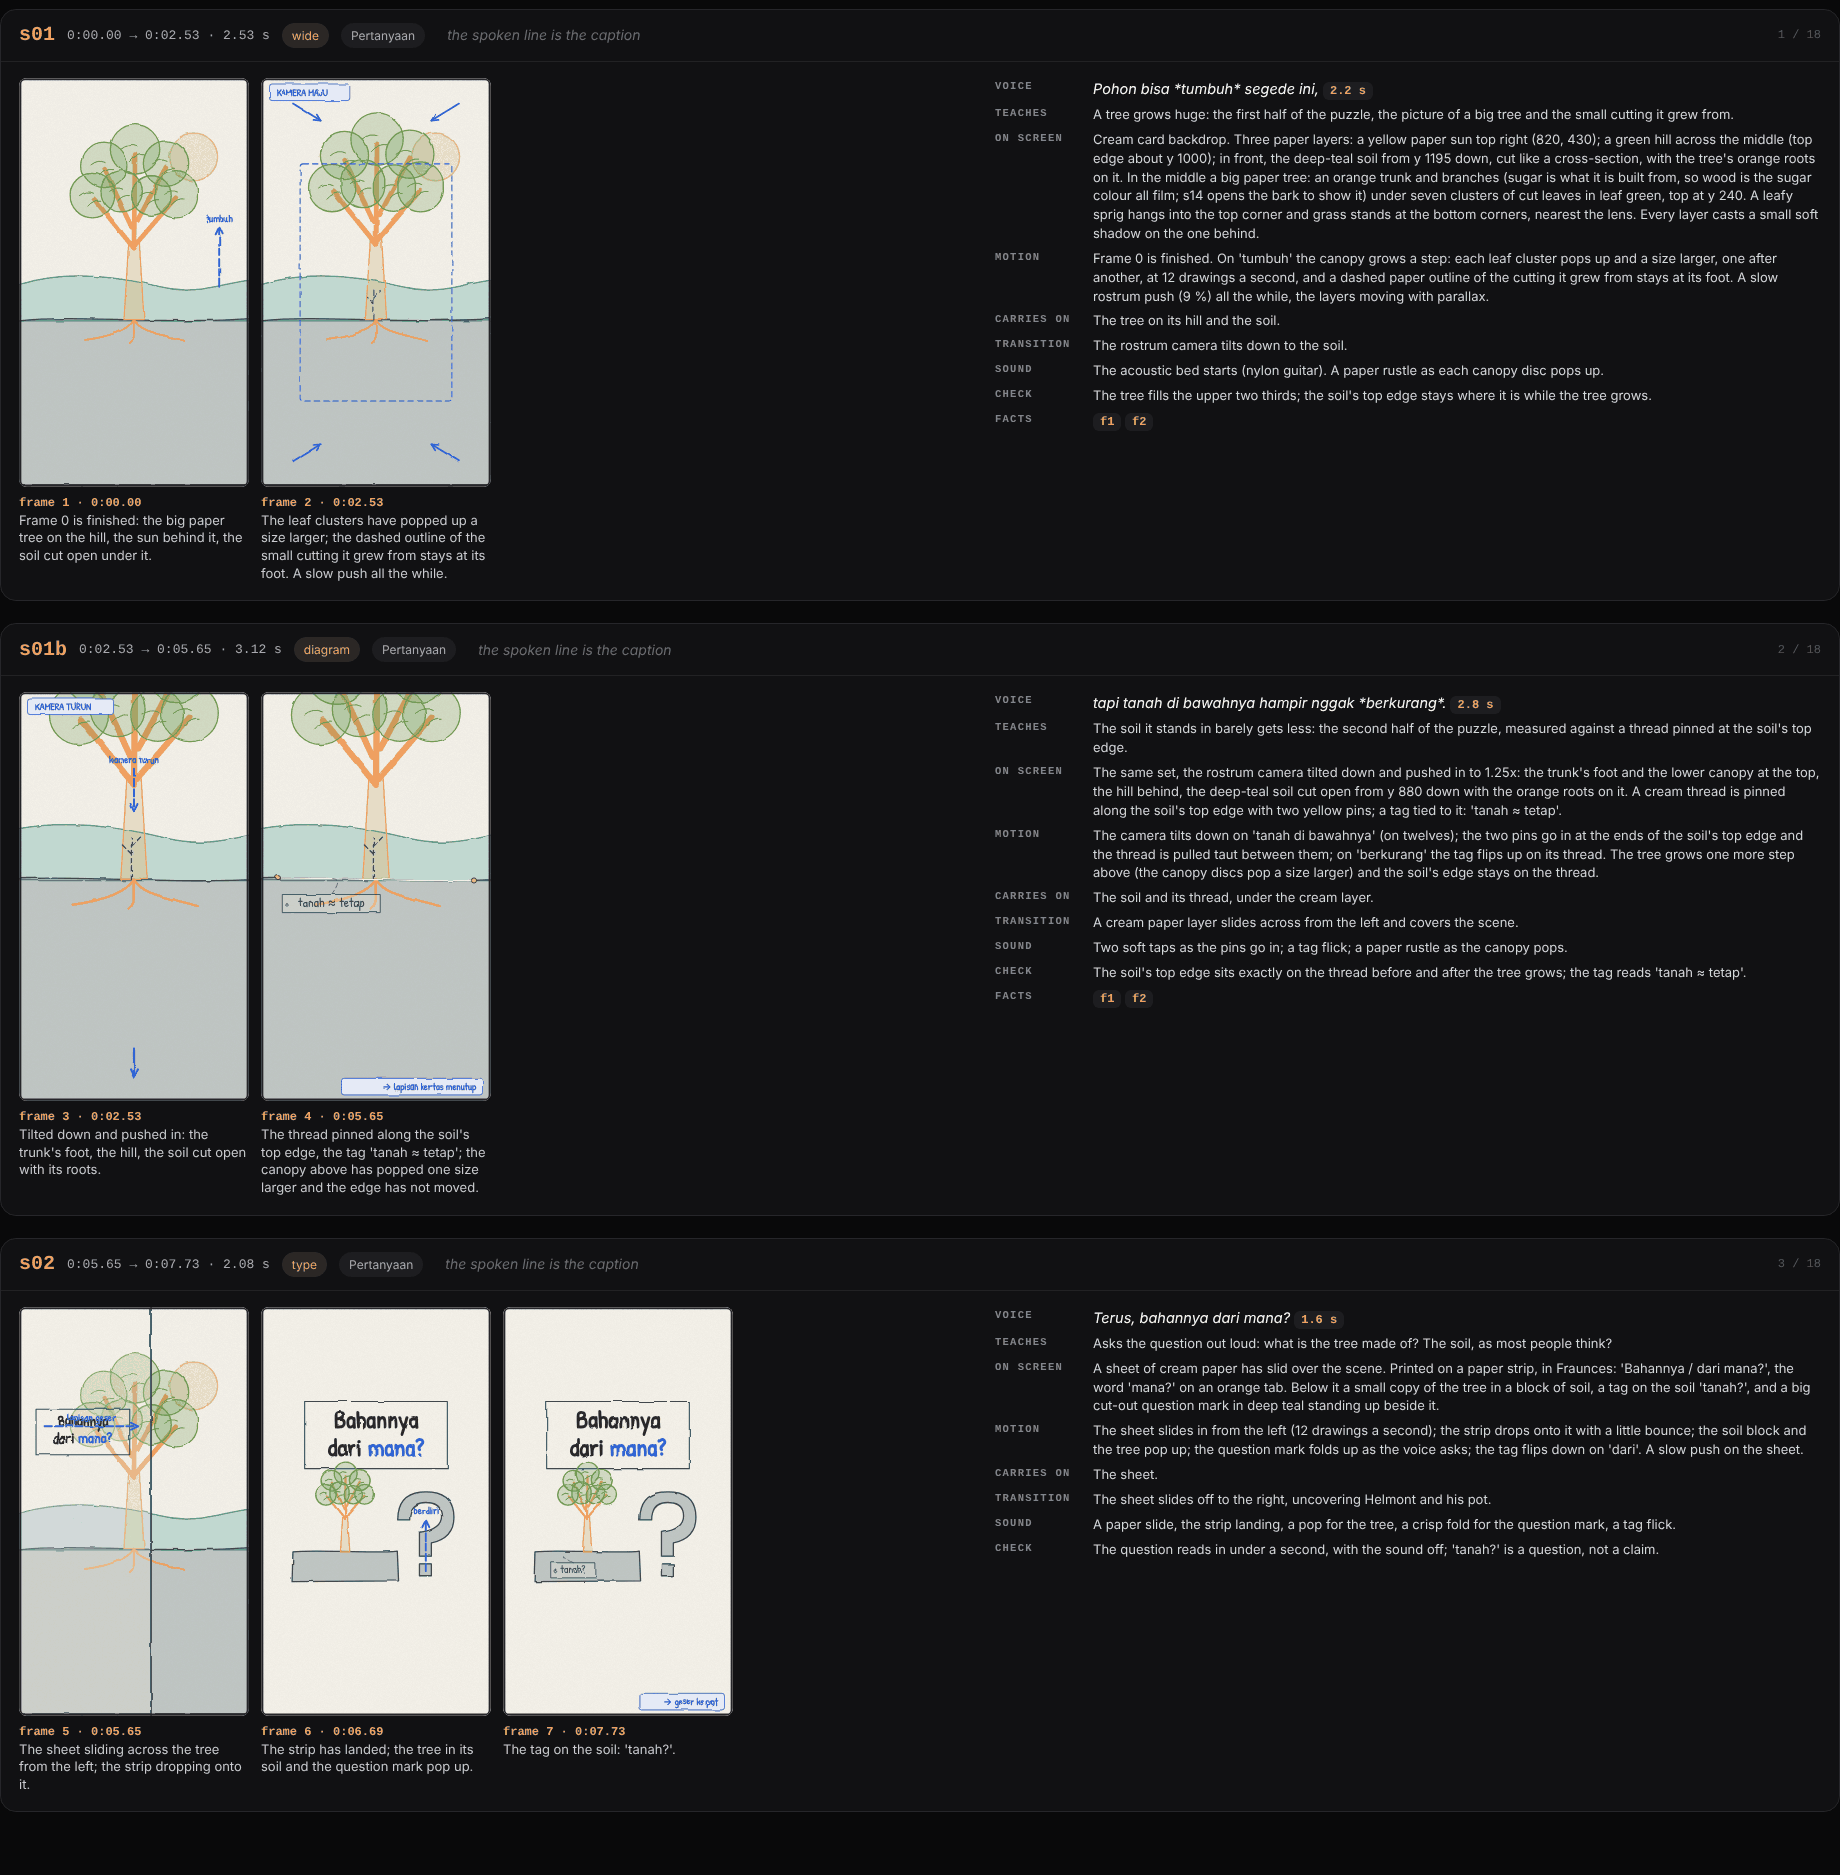 s01 0:00.00 → 0:02.53 · 2.53 s wide Pertanyaan the spoken line is the caption 1 / 18
tumbuh
KAMERA MAJU
frame 1 · 0:00.00
Frame 0 is finished: the big paper
tree on the hill, the sun behind it, the
soil cut open under it.
frame 2 · 0:02.53
The leaf clusters have popped up a
size larger; the dashed outline of the
small cutting it grew from stays at its
foot. A slow push all the while.
VOICE Pohon bisa *tumbuh* segede ini, 2.2 s
TEACHES A tree grows huge: the first half of the puzzle, the picture of a big tree and the small cutting it grew from.
ON SCREEN Cream card backdrop. Three paper layers: a yellow paper sun top right (820, 430); a green hill across the middle (top
edge about y 1000); in front, the deep-teal soil from y 1195 down, cut like a cross-section, with the tree's orange roots
on it. In the middle a big paper tree: an orange trunk and branches (sugar is what it is built from, so wood is the sugar
colour all film; s14 opens the bark to show it) under seven clusters of cut leaves in leaf green, top at y 240. A leafy
sprig hangs into the top corner and grass stands at the bottom corners, nearest the lens. Every layer casts a small soft
shadow on the one behind.
MOTION Frame 0 is finished. On 'tumbuh' the canopy grows a step: each leaf cluster pops up and a size larger, one after
another, at 12 drawings a second, and a dashed paper outline of the cutting it grew from stays at its foot. A slow
rostrum push (9 %) all the while, the layers moving with parallax.
CARRIES ON The tree on its hill and the soil.
TRANSITION The rostrum camera tilts down to the soil.
SOUND The acoustic bed starts (nylon guitar). A paper rustle as each canopy disc pops up.
CHECK The tree fills the upper two thirds; the soil's top edge stays where it is while the tree grows.
FACTS f1 f2
s01b 0:02.53 → 0:05.65 · 3.12 s diagram Pertanyaan the spoken line is the caption 2 / 18
KAMERA TURUN
kamera turun
tanah ≈ tetap
→ lapisan kertas menutup
frame 3 · 0:02.53
Tilted down and pushed in: the
trunk's foot, the hill, the soil cut open
with its roots.
frame 4 · 0:05.65
The thread pinned along the soil's
top edge, the tag 'tanah ≈ tetap'; the
canopy above has popped one size
larger and the edge has not moved.
VOICE tapi tanah di bawahnya hampir nggak *berkurang*. 2.8 s
TEACHES The soil it stands in barely gets less: the second half of the puzzle, measured against a thread pinned at the soil's top
edge.
ON SCREEN The same set, the rostrum camera tilted down and pushed in to 1.25x: the trunk's foot and the lower canopy at the top,
the hill behind, the deep-teal soil cut open from y 880 down with the orange roots on it. A cream thread is pinned
along the soil's top edge with two yellow pins; a tag tied to it: 'tanah ≈ tetap'.
MOTION The camera tilts down on 'tanah di bawahnya' (on twelves); the two pins go in at the ends of the soil's top edge and
the thread is pulled taut between them; on 'berkurang' the tag flips up on its thread. The tree grows one more step
above (the canopy discs pop a size larger) and the soil's edge stays on the thread.
CARRIES ON The soil and its thread, under the cream layer.
TRANSITION A cream paper layer slides across from the left and covers the scene.
SOUND Two soft taps as the pins go in; a tag flick; a paper rustle as the canopy pops.
CHECK The soil's top edge sits exactly on the thread before and after the tree grows; the tag reads 'tanah ≈ tetap'.
FACTS f1 f2
s02 0:05.65 → 0:07.73 · 2.08 s type Pertanyaan the spoken line is the caption 3 / 18
Bahannya
dari mana?
Bahannya
dari mana?
berdiri
Bahannya
dari mana?
tanah?
→ geser ke pot
frame 5 · 0:05.65
The sheet sliding across the tree
from the left; the strip dropping onto
it.
frame 6 · 0:06.69
The strip has landed; the tree in its
soil and the question mark pop up.
frame 7 · 0:07.73
The tag on the soil: 'tanah?'.
VOICE Terus, bahannya dari mana? 1.6 s
TEACHES Asks the question out loud: what is the tree made of? The soil, as most people think?
ON SCREEN A sheet of cream paper has slid over the scene. Printed on a paper strip, in Fraunces: 'Bahannya / dari mana?', the
word 'mana?' on an orange tab. Below it a small copy of the tree in a block of soil, a tag on the soil 'tanah?', and a big
cut-out question mark in deep teal standing up beside it.
MOTION The sheet slides in from the left (12 drawings a second); the strip drops onto it with a little bounce; the soil block and
the tree pop up; the question mark folds up as the voice asks; the tag flips down on 'dari'. A slow push on the sheet.
CARRIES ON The sheet.
TRANSITION The sheet slides off to the right, uncovering Helmont and his pot.
SOUND A paper slide, the strip landing, a pop for the tree, a crisp fold for the question mark, a tag flick.
CHECK The question reads in under a second, with the sound off; 'tanah?' is a question, not a claim.